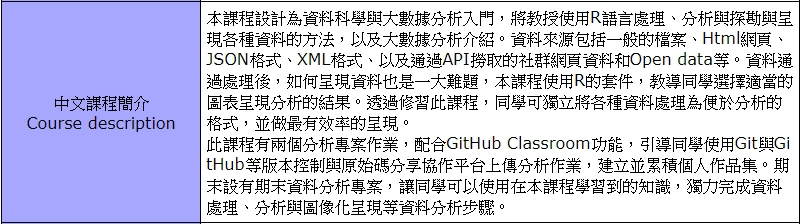 中文課程簡介
Course description
本課程設計為資料科學與大數據分析入門，將教授使用R語言處理、分析與探勘與呈
現各種資料的方法，以及大數據分析介紹。資料來源包括一般的檔案、Html網頁、
JSON格式、XML格式、以及通過API撈取的社群網頁資料和Open data等。資料通
過處理後，如何呈現資料也是一大難題，本課程使用R的套件，教導同學選擇適當的
圖表呈現分析的結果。透過修習此課程，同學可獨立將各種資料處理為便於分析的
格式，並做最有效率的呈現。
此課程有兩個分析專案作業，配合GitHub Classroom功能，引導同學使用Git與Gi
tHub等版本控制與原始碼分享協作平台上傳分析作業，建立並累積個人作品集。期
末設有期末資料分析專案，讓同學可以使用在本課程學習到的知識，獨力完成資料
處理、分析與圖像化呈現等資料分析步驟。